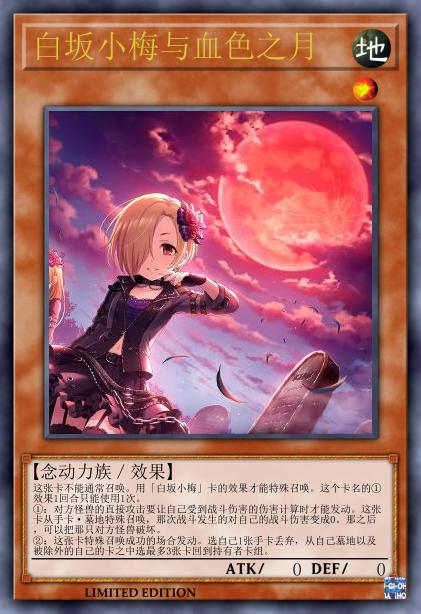 白坂小梅与血色之月
地
【念动力族 / 效果】
这张卡不能通常召唤。用「白坂小梅」卡的效果才能特殊召唤。这个卡名的①
效果1回合只能使用1次。
①：对方怪兽的直接攻击要让自己受到战斗伤害的伤害计算时才能发动。这张
卡从手卡·墓地特殊召唤，那次战斗发生的对自己的战斗伤害变成0。那之后
，可以把那只对方怪兽破坏。
②：这张卡特殊召唤成功的场合发动。选自己1张手卡丢弃，从自己墓地以及
被除外的自己的卡之中选最多3张卡回到持有者卡组。
ATK/ 0 DEF/ 0
LIMITED EDITION